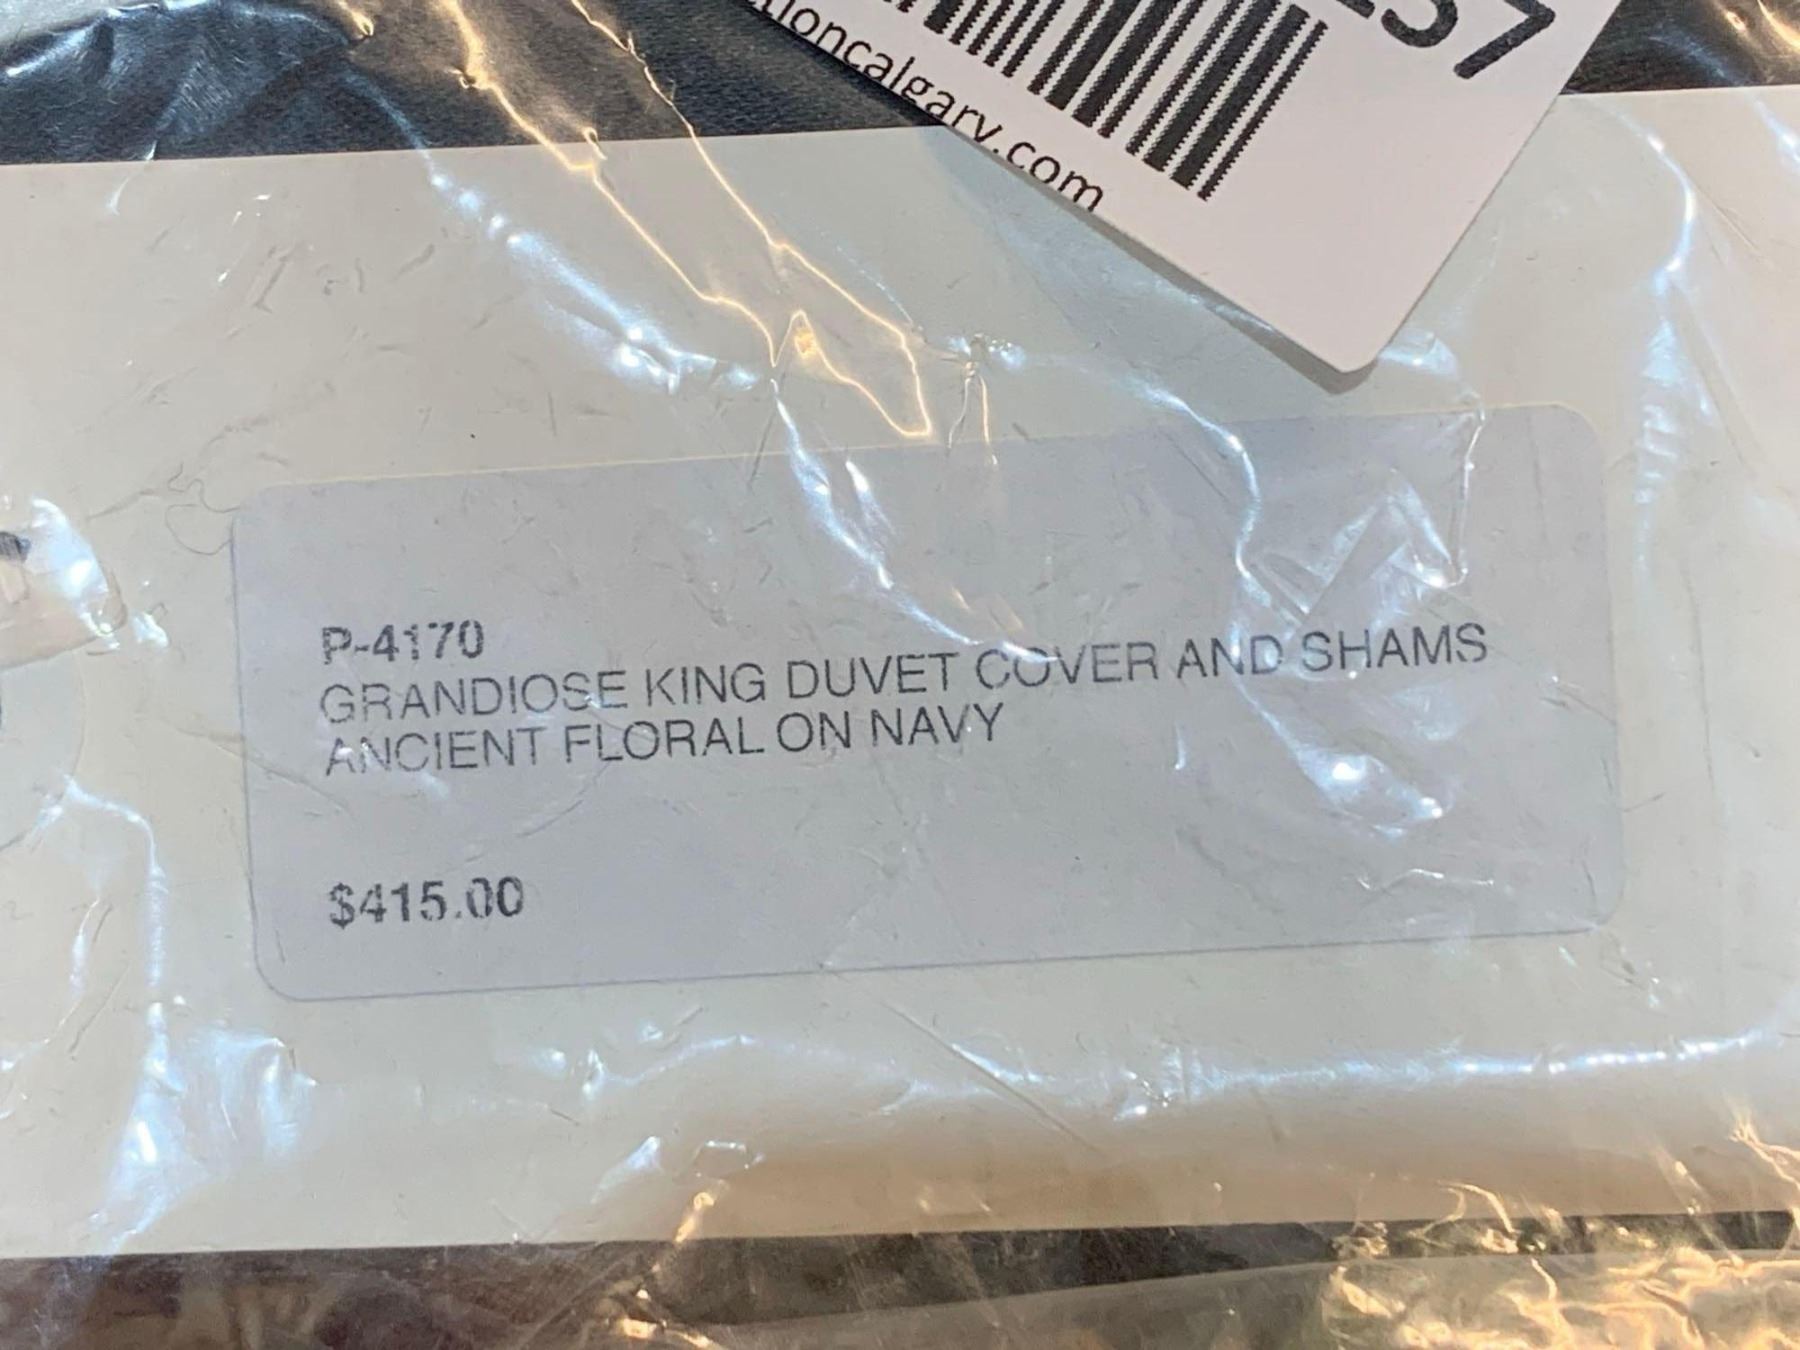 P-4170
GRANDIOSE KING DUVET COVER AND SHAMS
ANCIENT FLORAL ON NAVY
$415.00